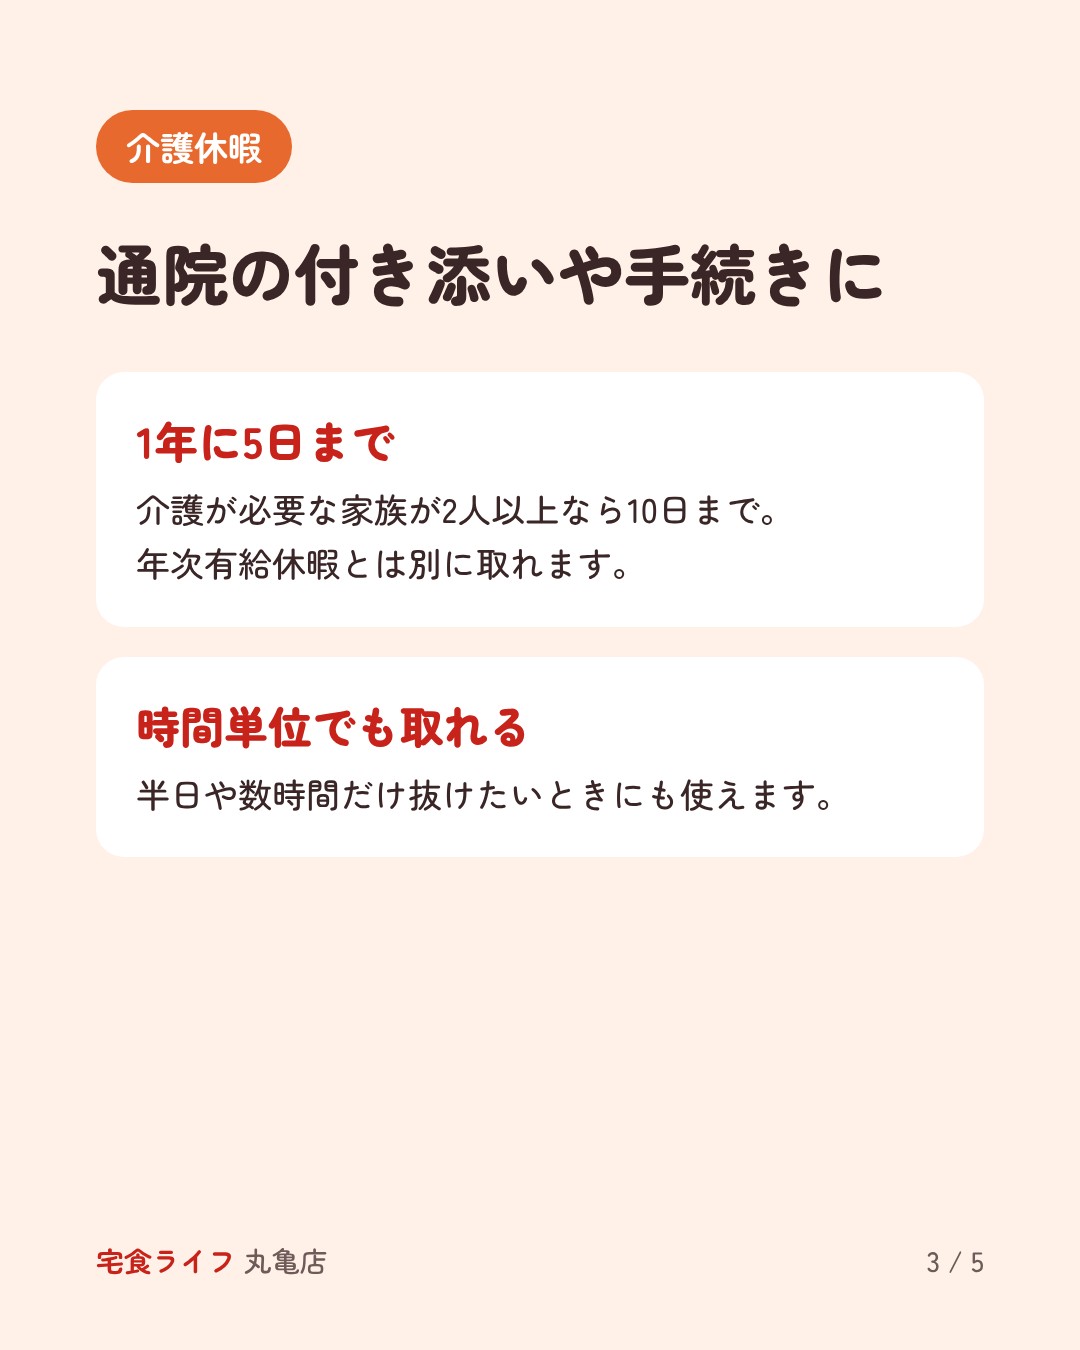 介護休暇
通院の付き添いや手続きに
1年に5日まで
介護が必要な家族が2人以上なら10日まで。
年次有給休暇とは別に取れます。
時間単位でも取れる
半日や数時間だけ抜けたいときにも使えます。
宅食ライフ 丸亀店
3 / 5